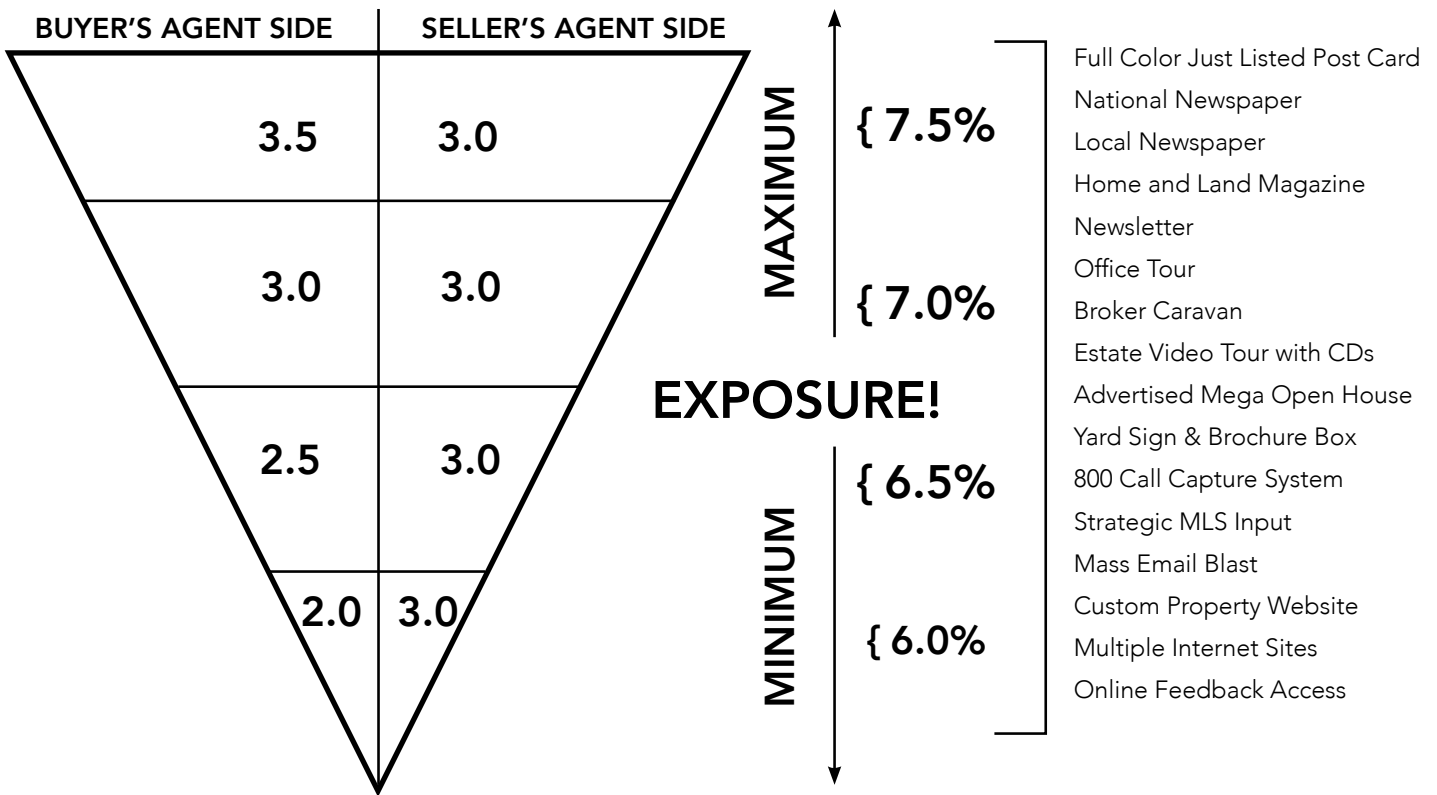 BUYER'S AGENT SIDE
SELLER'S AGENT SIDE
3.5
3.0
3.0
3.0
2.5
3.0
2.0
3.0
MAXIMUM
{ 7.5%
{ 7.0%
EXPOSURE!
MINIMUM
{ 6.5%
{ 6.0%
Full Color Just Listed Post Card
National Newspaper
Local Newspaper
Home and Land Magazine
Newsletter
Office Tour
Broker Caravan
Estate Video Tour with CDs
Advertised Mega Open House
Yard Sign & Brochure Box
800 Call Capture System
Strategic MLS Input
Mass Email Blast
Custom Property Website
Multiple Internet Sites
Online Feedback Access